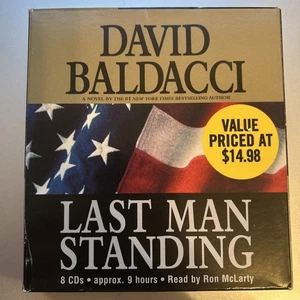 DAVID
BALDACCI
A NOVEL BY THE #1 NEW YORK TIMES BESTSELLING AUTHOR
VALUE
PRICED AT
$14.98
LAST MAN
STANDING
8 CDs • approx. 9 hours • Read by Ron McLarty